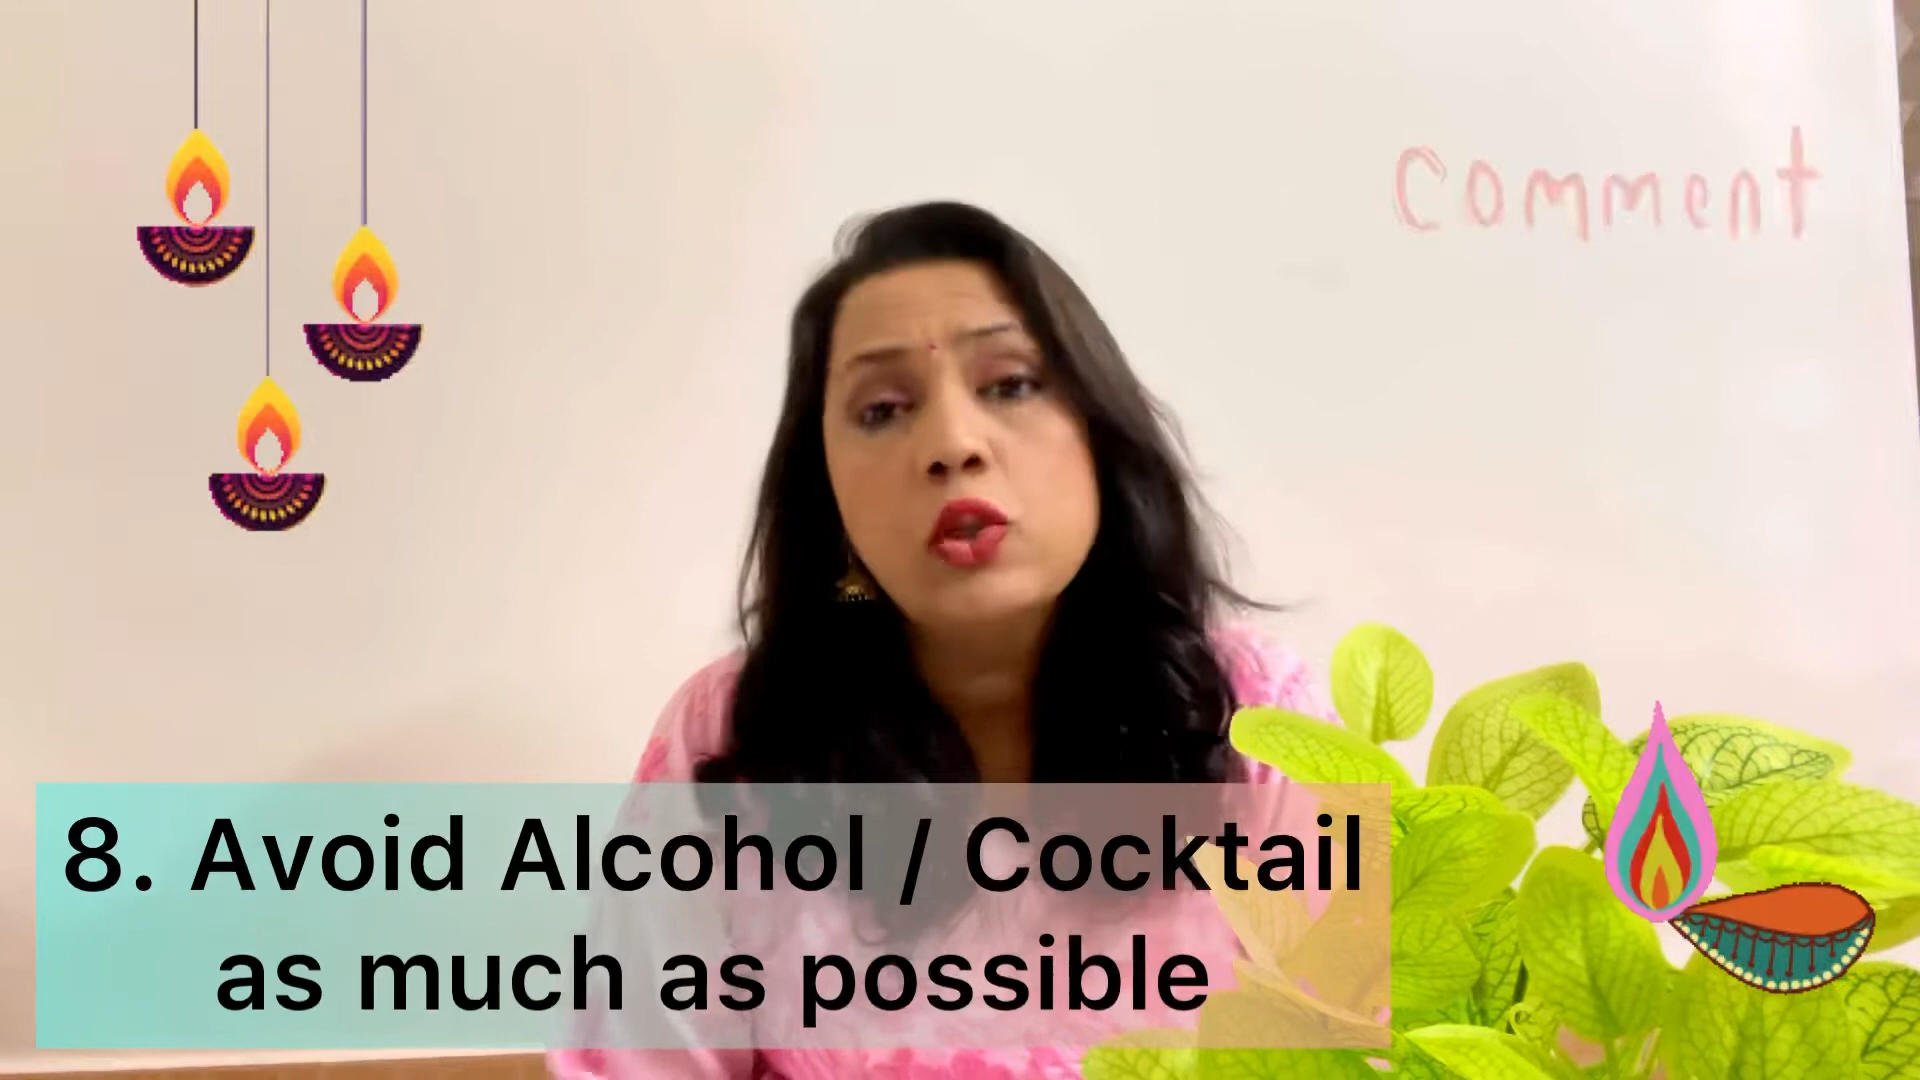 Comment
8. Avoid Alcohol / Cocktail
as much as possible